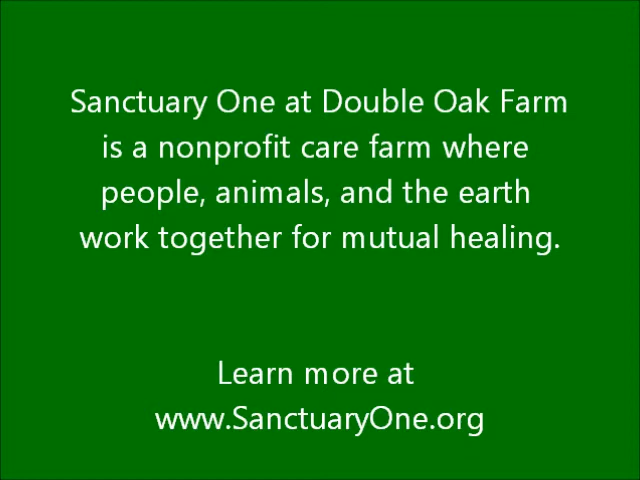 Sanctuary One at Double Oak Farm
is a nonprofit care farm where
people, animals, and the earth
work together for mutual healing.
Learn more at
www.SanctuaryOne.org